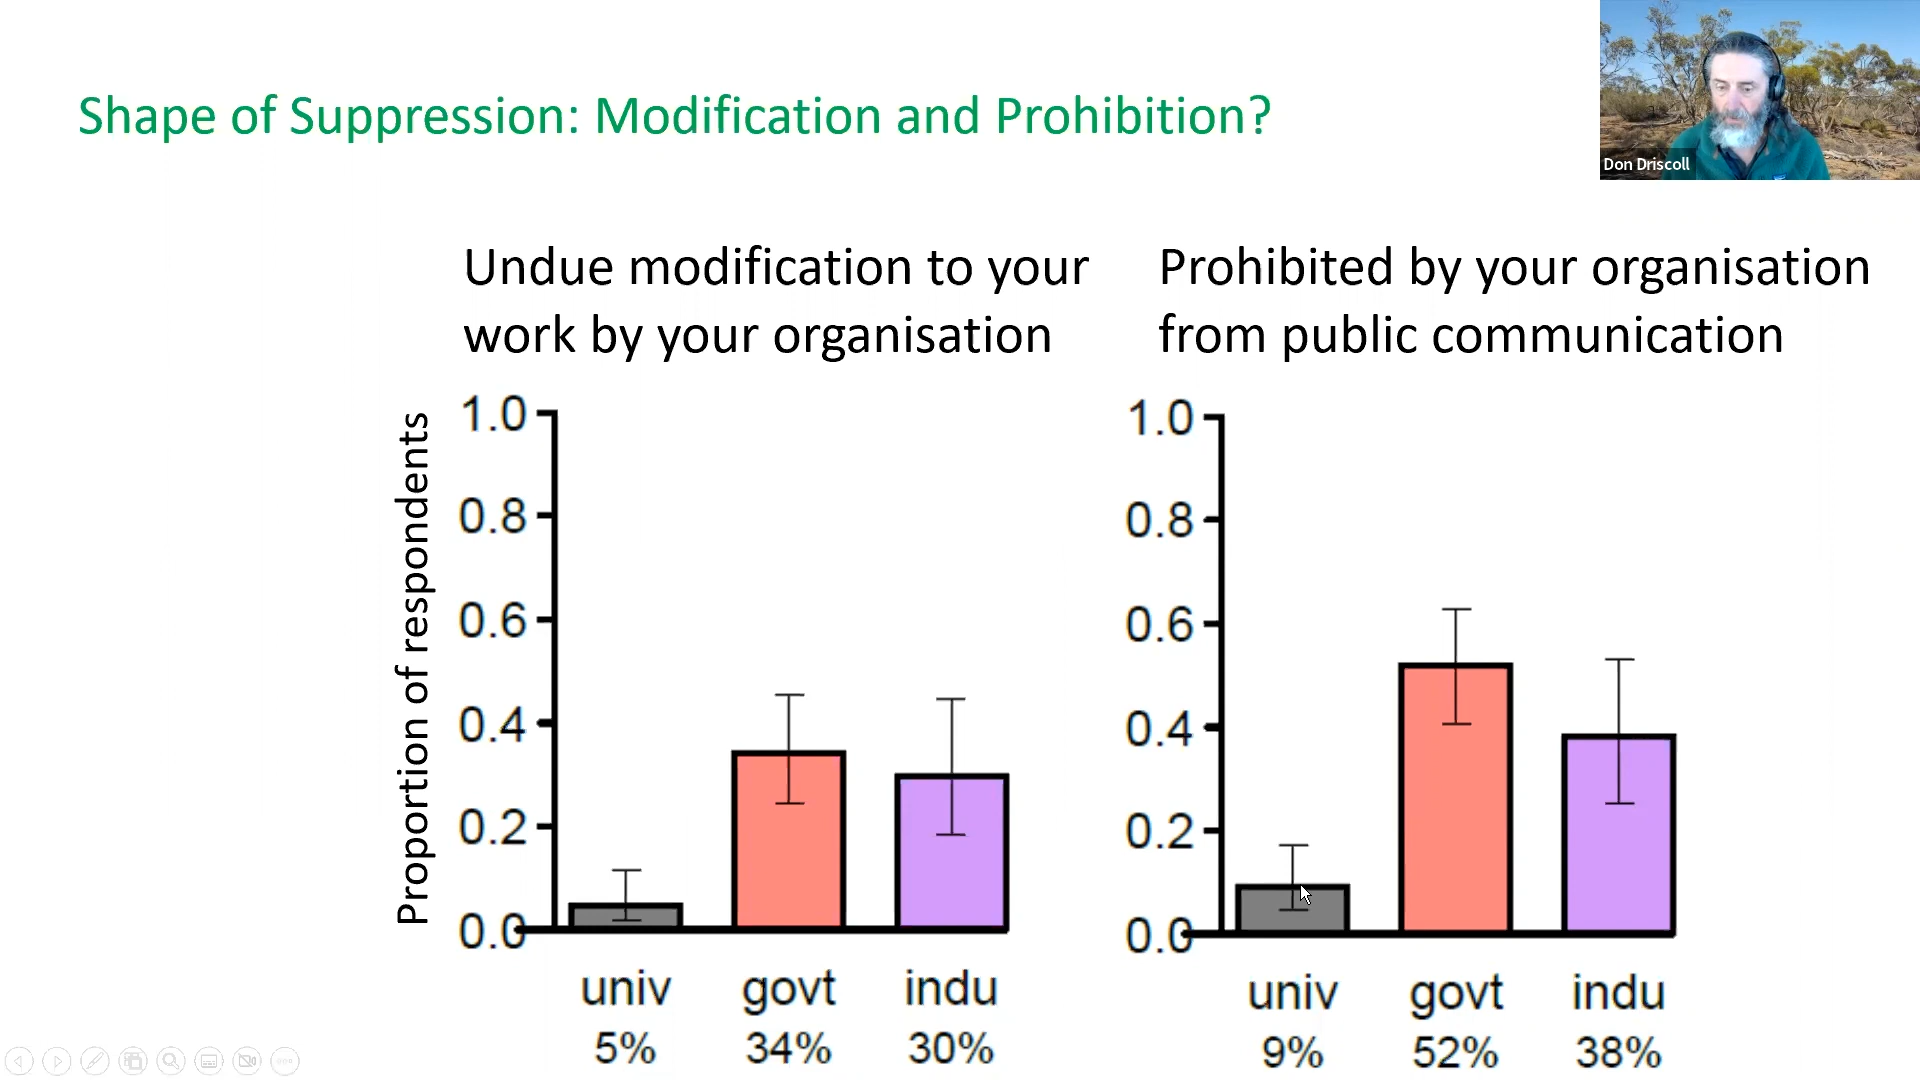 Shape of Suppression: Modification and Prohibition?
Don Driscoll
Undue modification to your
work by your organisation
Prohibited by your organisation
from public communication
Proportion of respondents
1.0
0.8
0.6
0.4
0.2
0.0
univ govt indu
5% 34% 30%
1.0
0.8
0.6
0.4
0.2
0.0
univ govt indu
9% 52% 38%